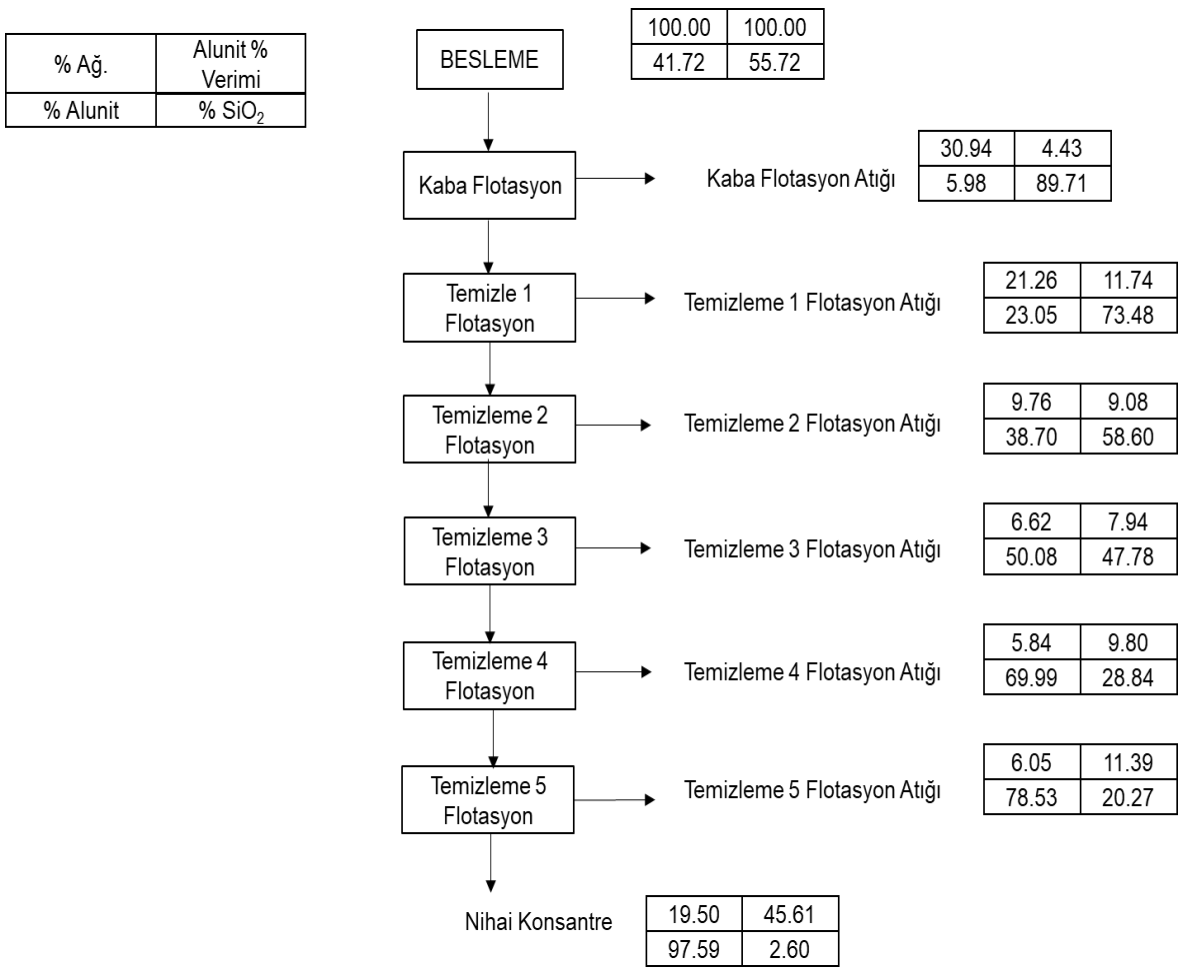 % Ağ.
Alunit %
Verimi
% Alunit
% SiO₂
BESLEME
100.00 100.00
41.72 55.72
Kaba Flotasyon
Kaba Flotasyon Atığı
30.94 4.43
5.98 89.71
Temizle 1
Flotasyon
Temizleme 1 Flotasyon Atığı
21.26 11.74
23.05 73.48
Temizleme 2
Flotasyon
Temizleme 2 Flotasyon Atığı
9.76 9.08
38.70 58.60
Temizleme 3
Flotasyon
Temizleme 3 Flotasyon Atığı
6.62 7.94
50.08 47.78
Temizleme 4
Flotasyon
Temizleme 4 Flotasyon Atığı
5.84 9.80
69.99 28.84
Temizleme 5
Flotasyon
Temizleme 5 Flotasyon Atığı
6.05 11.39
78.53 20.27
Nihai Konsantre
19.50 45.61
97.59 2.60